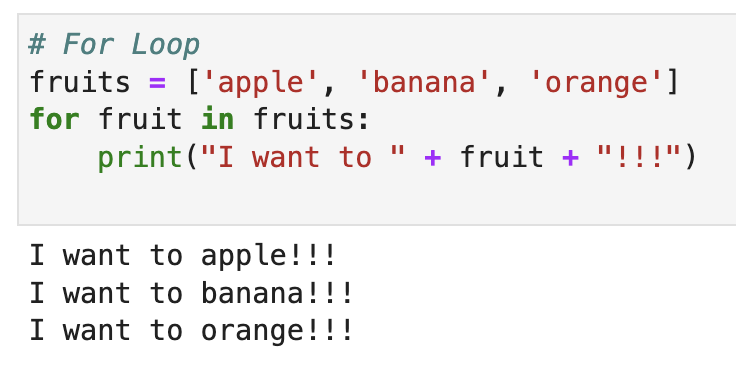 # For Loop
fruits = ['apple', 'banana', 'orange']
for fruit in fruits:
    print("I want to " + fruit + "!!!")
I want to apple!!!
I want to banana!!!
I want to orange!!!